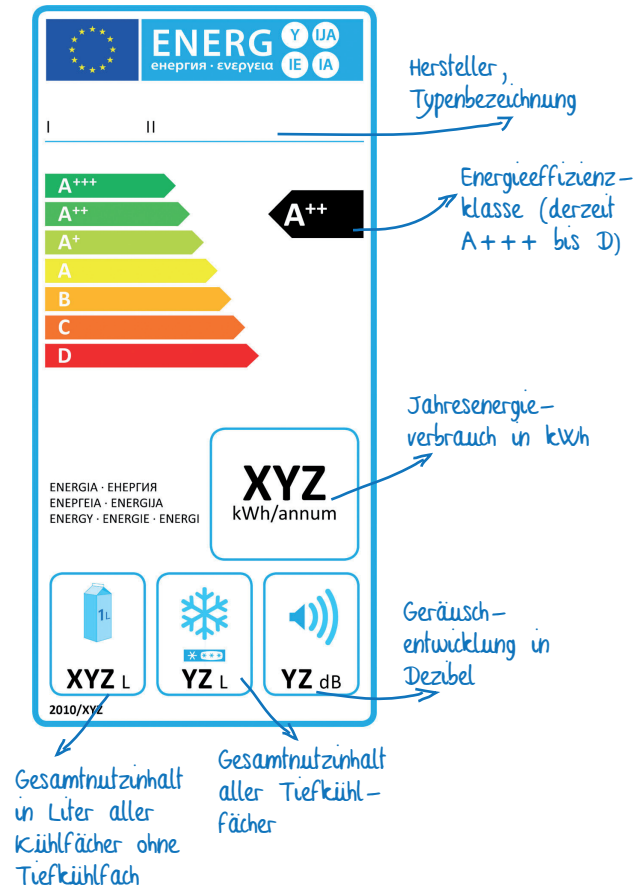 ENERG Y IJA
енергия · ενεργεια IE IA
Hersteller,
Typenbezeichnung
I II
A+++
A++
A+
A
B
C
D
A++
Energieeffizienz–
klasse (derzeit
A+++ bis D)
Jahresenergie–
verbrauch in kWh
XYZ
kWh/annum
ENERGIA · ЕНЕРГИЯ
ΕΝΕΡΓΕΙΑ · ENERGIJA
ENERGY · ENERGIE · ENERGI
1L
XYZ L
YZ L
YZ dB
Geräusch–
entwicklung in
Dezibel
2010/XYZ
Gesamtnutzinhalt
in Liter aller
Kühlfächer ohne
Tiefkühlfach
Gesamtnutzinhalt
aller Tiefkühl–
fächer